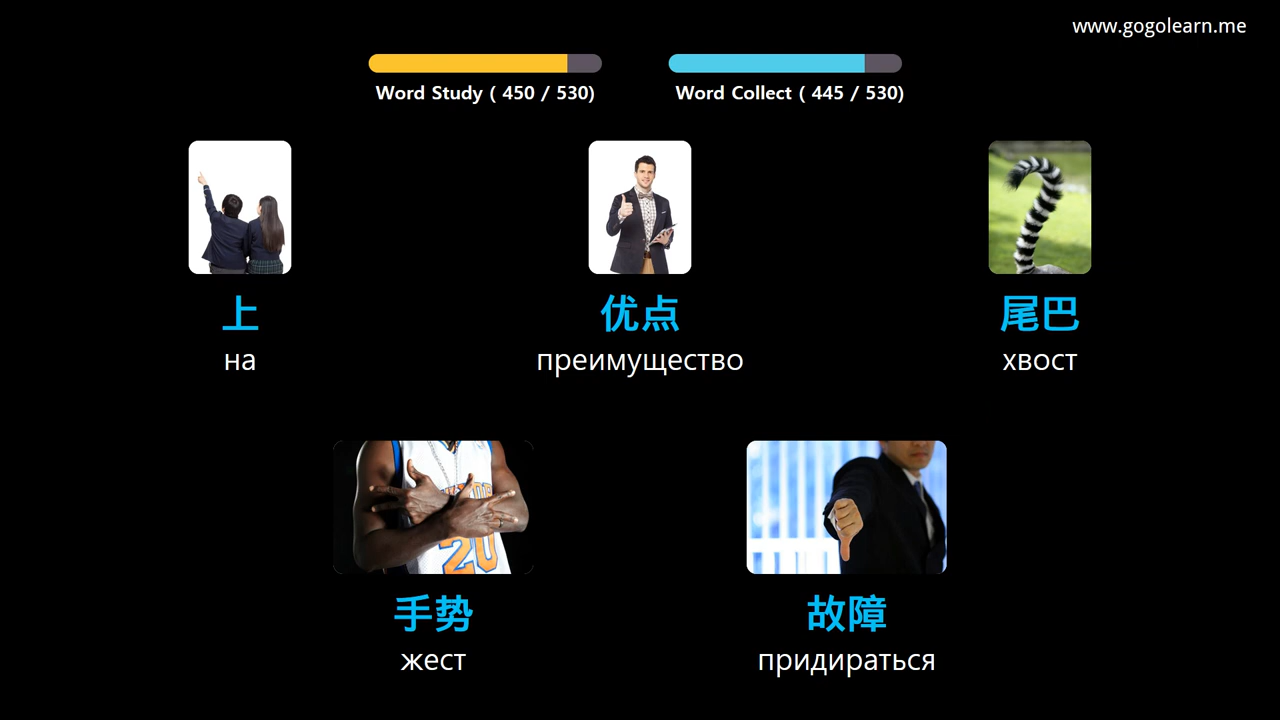 www.gogolearn.me
Word Study ( 450 / 530)
Word Collect ( 445 / 530)
上
на
优点
преимущество
尾巴
хвост
20
手势
жест
故障
придираться